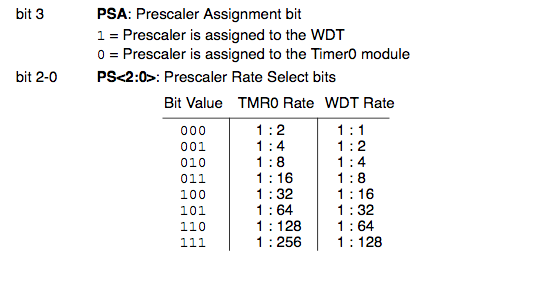 bit 3 PSA: Prescaler Assignment bit
1 = Prescaler is assigned to the WDT
0 = Prescaler is assigned to the Timer0 module
bit 2-0 PS<2:0>: Prescaler Rate Select bits
Bit Value TMR0 Rate WDT Rate
000 1 : 2 1 : 1
001 1 : 4 1 : 2
010 1 : 8 1 : 4
011 1 : 16 1 : 8
100 1 : 32 1 : 16
101 1 : 64 1 : 32
110 1 : 128 1 : 64
111 1 : 256 1 : 128